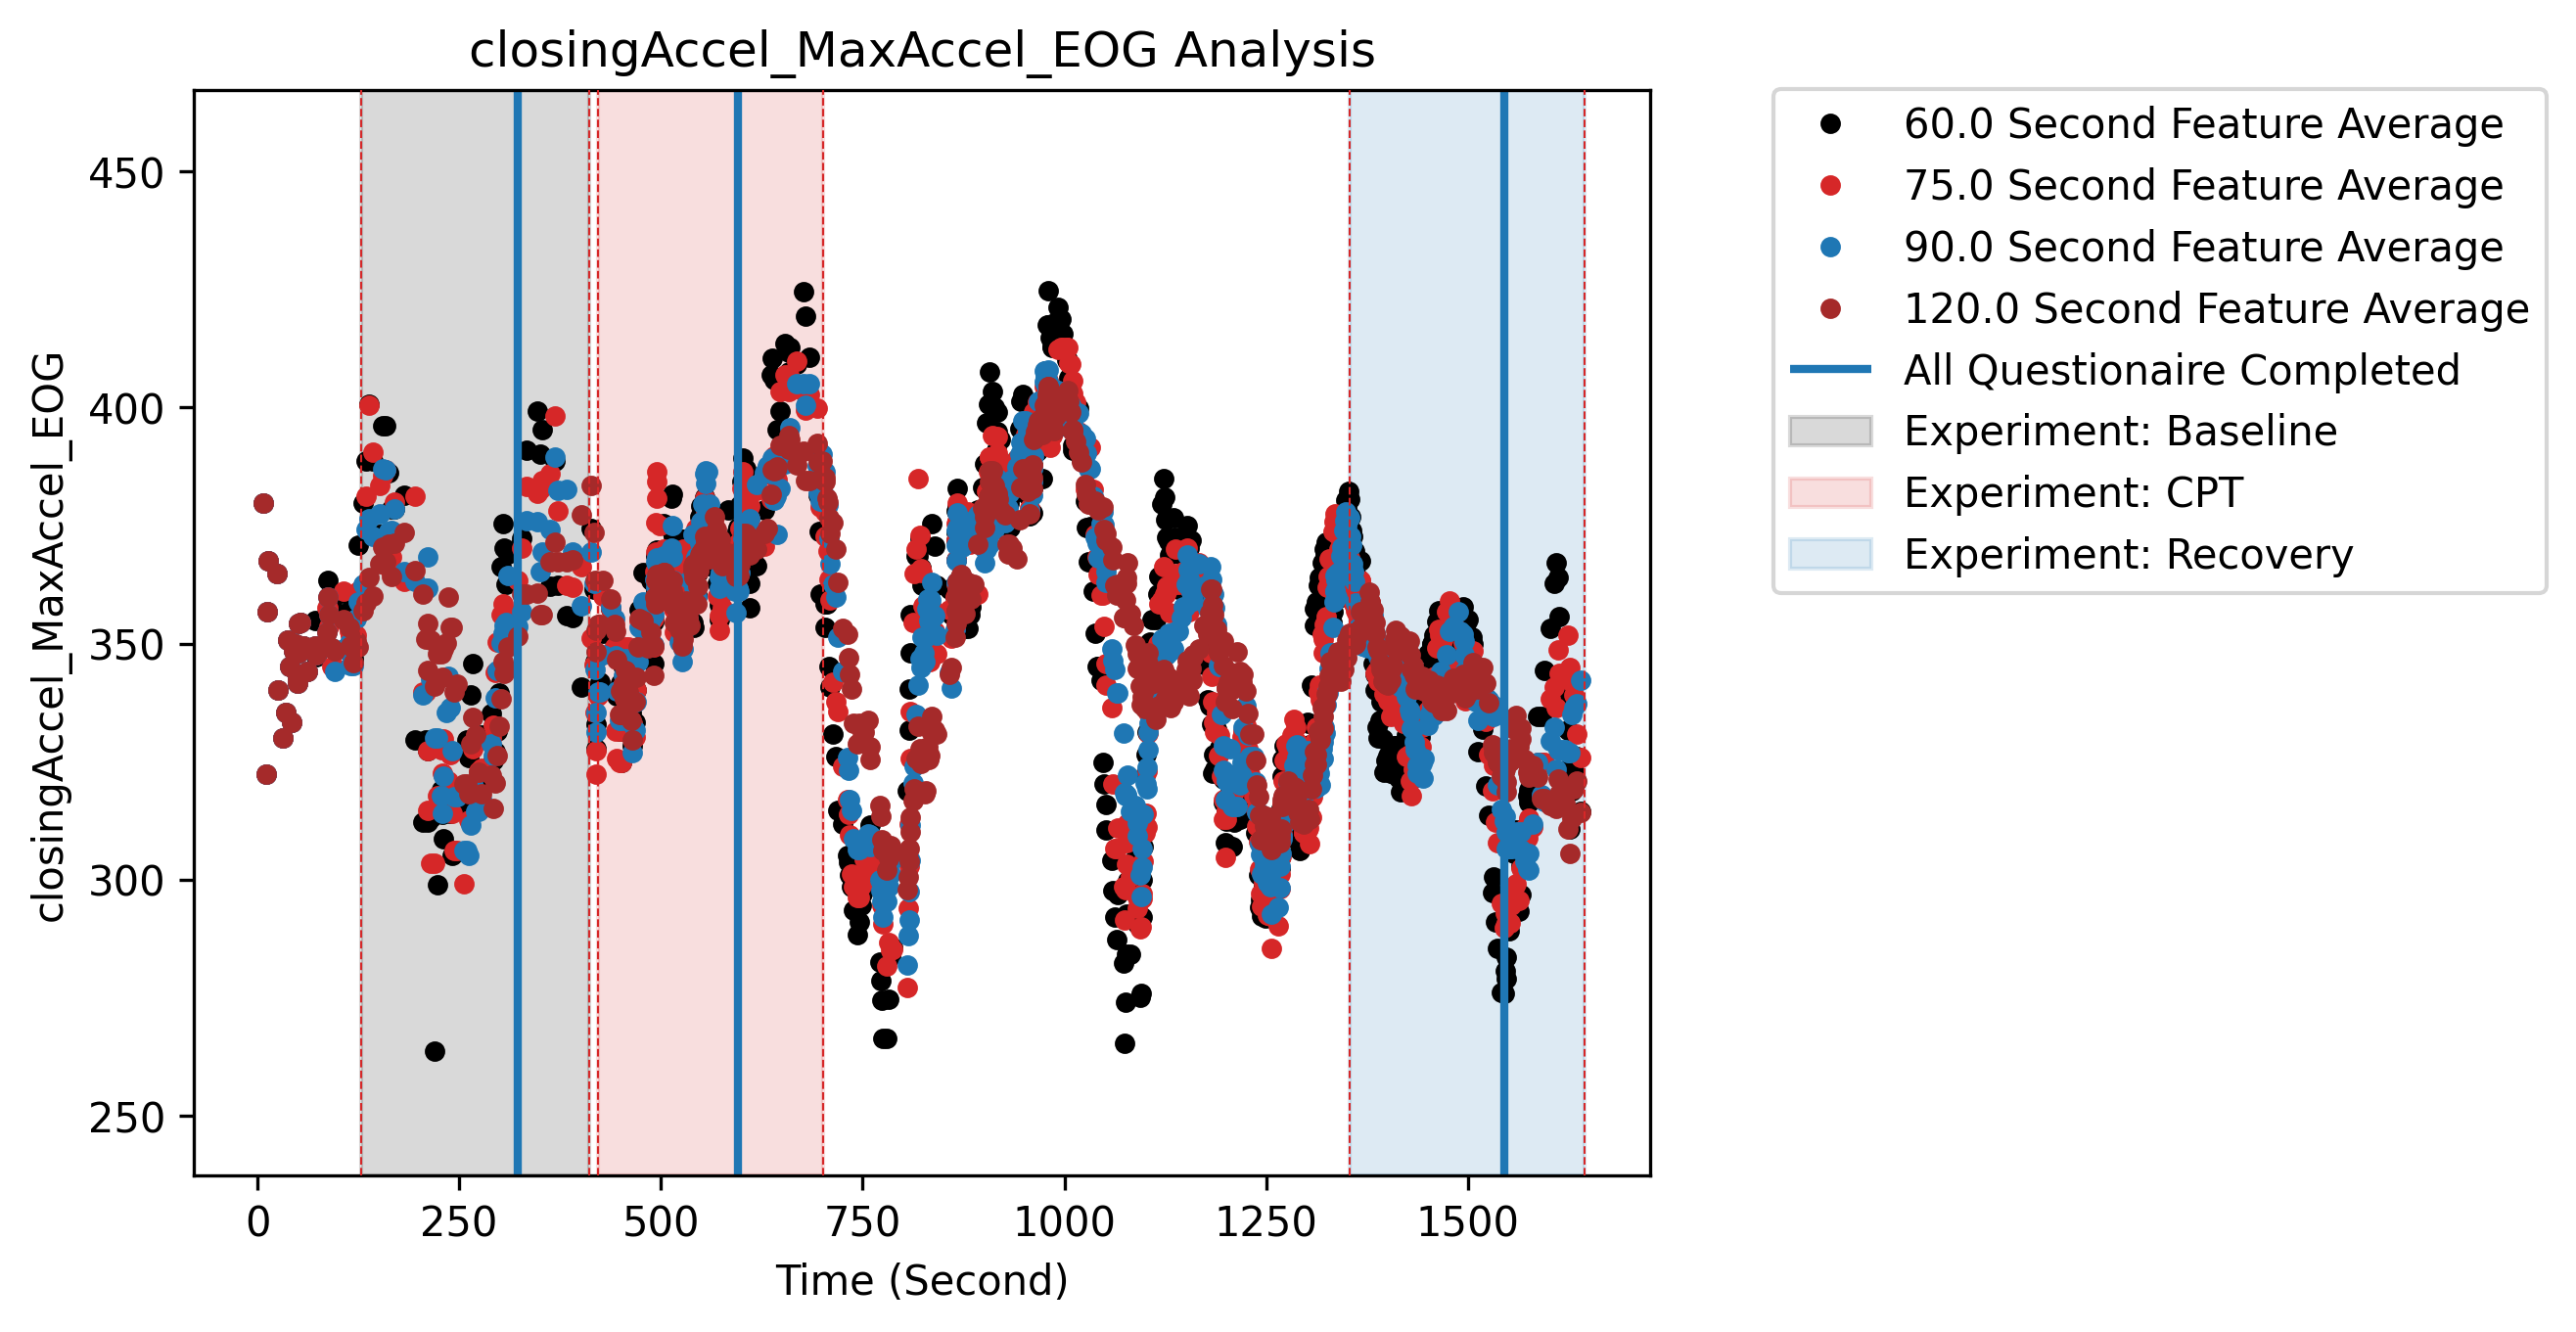 closingAccel_MaxAccel_EOG Analysis
closingAccel_MaxAccel_EOG
450
400
350
300
250
0 250 500 750 1000 1250 1500
Time (Second)
60.0 Second Feature Average
75.0 Second Feature Average
90.0 Second Feature Average
120.0 Second Feature Average
All Questionaire Completed
Experiment: Baseline
Experiment: CPT
Experiment: Recovery